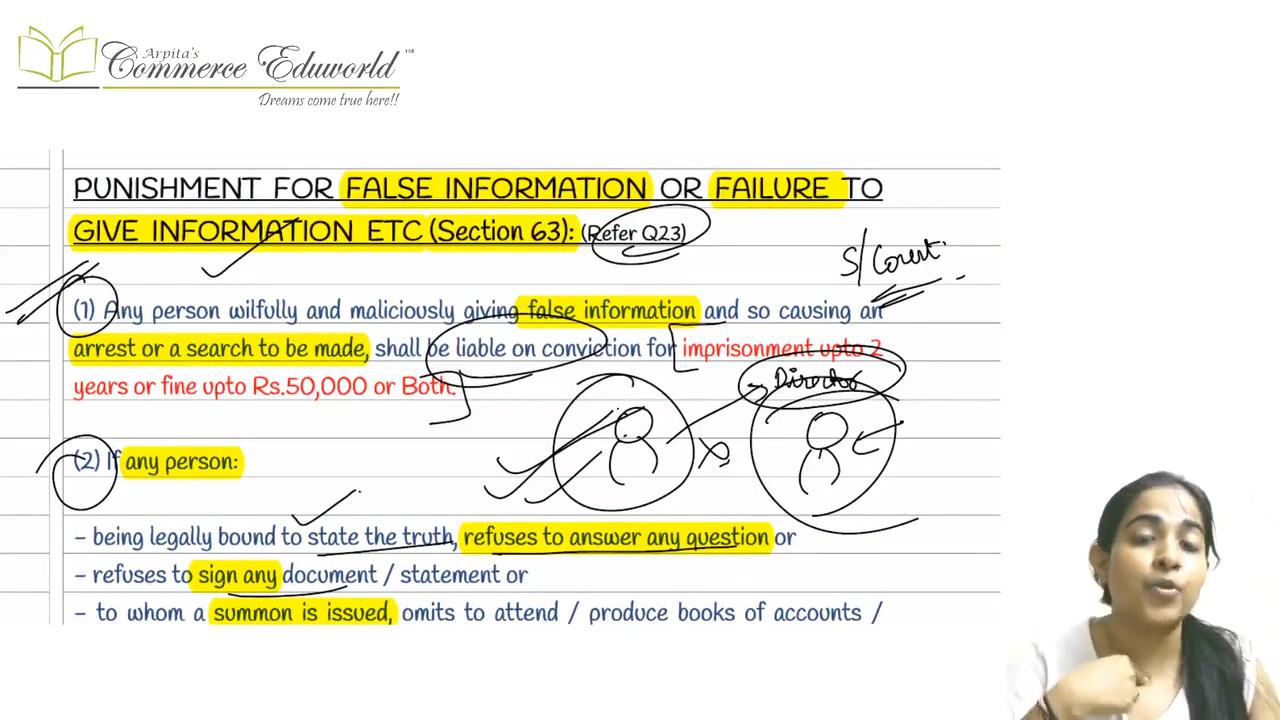 Arpita's
Commerce Eduworld™
Dreams come true here!!
PUNISHMENT FOR FALSE INFORMATION OR FAILURE TO
GIVE INFORMATION ETC (Section 63): (Refer Q23)
S/Court
(1) Any person wilfully and maliciously giving false information and so causing an
arrest or a search to be made, shall be liable on conviction for imprisonment upto 2
years or fine upto Rs.50,000 or Both.
Director
(2) If any person:
– being legally bound to state the truth, refuses to answer any question or
– refuses to sign any document / statement or
– to whom a summon is issued, omits to attend / produce books of accounts /